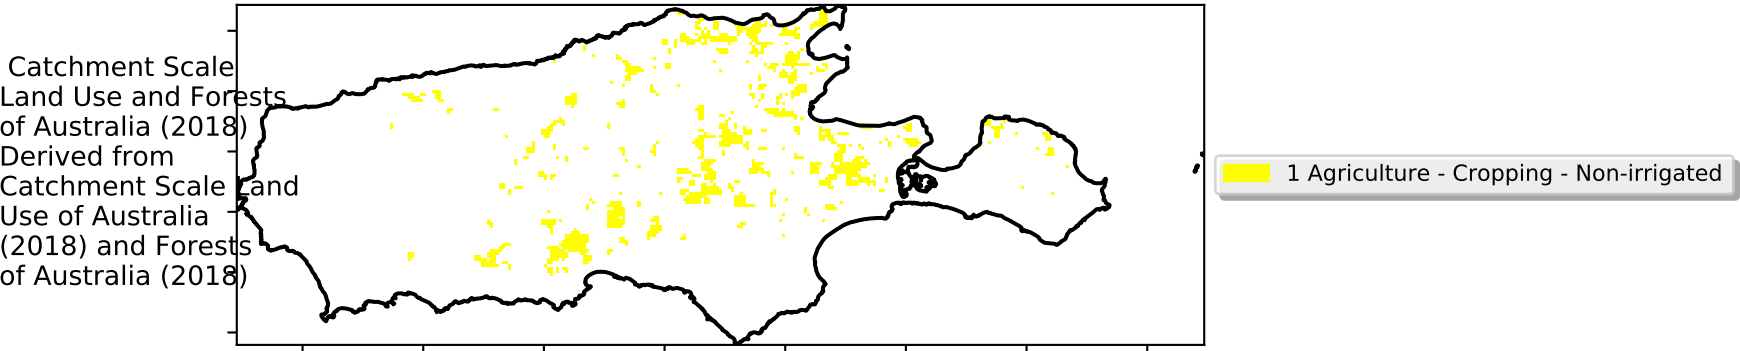 Catchment Scale
Land Use and Forests
of Australia (2018)
Derived from
Catchment Scale Land
Use of Australia
(2018) and Forests
of Australia (2018)
1 Agriculture - Cropping - Non-irrigated